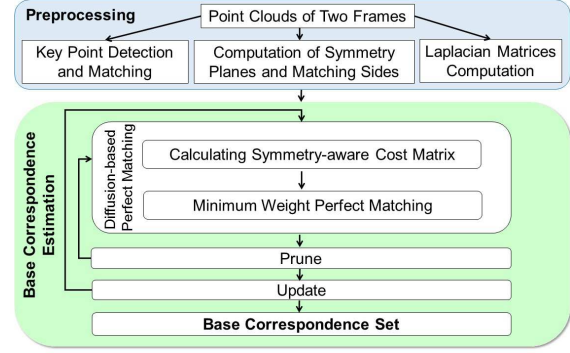 Preprocessing
Point Clouds of Two Frames
Key Point Detection
and Matching
Computation of Symmetry
Planes and Matching Sides
Laplacian Matrices
Computation
Base Correspondence
Estimation
Diffusion-based
Perfect Matching
Calculating Symmetry-aware Cost Matrix
Minimum Weight Perfect Matching
Prune
Update
Base Correspondence Set